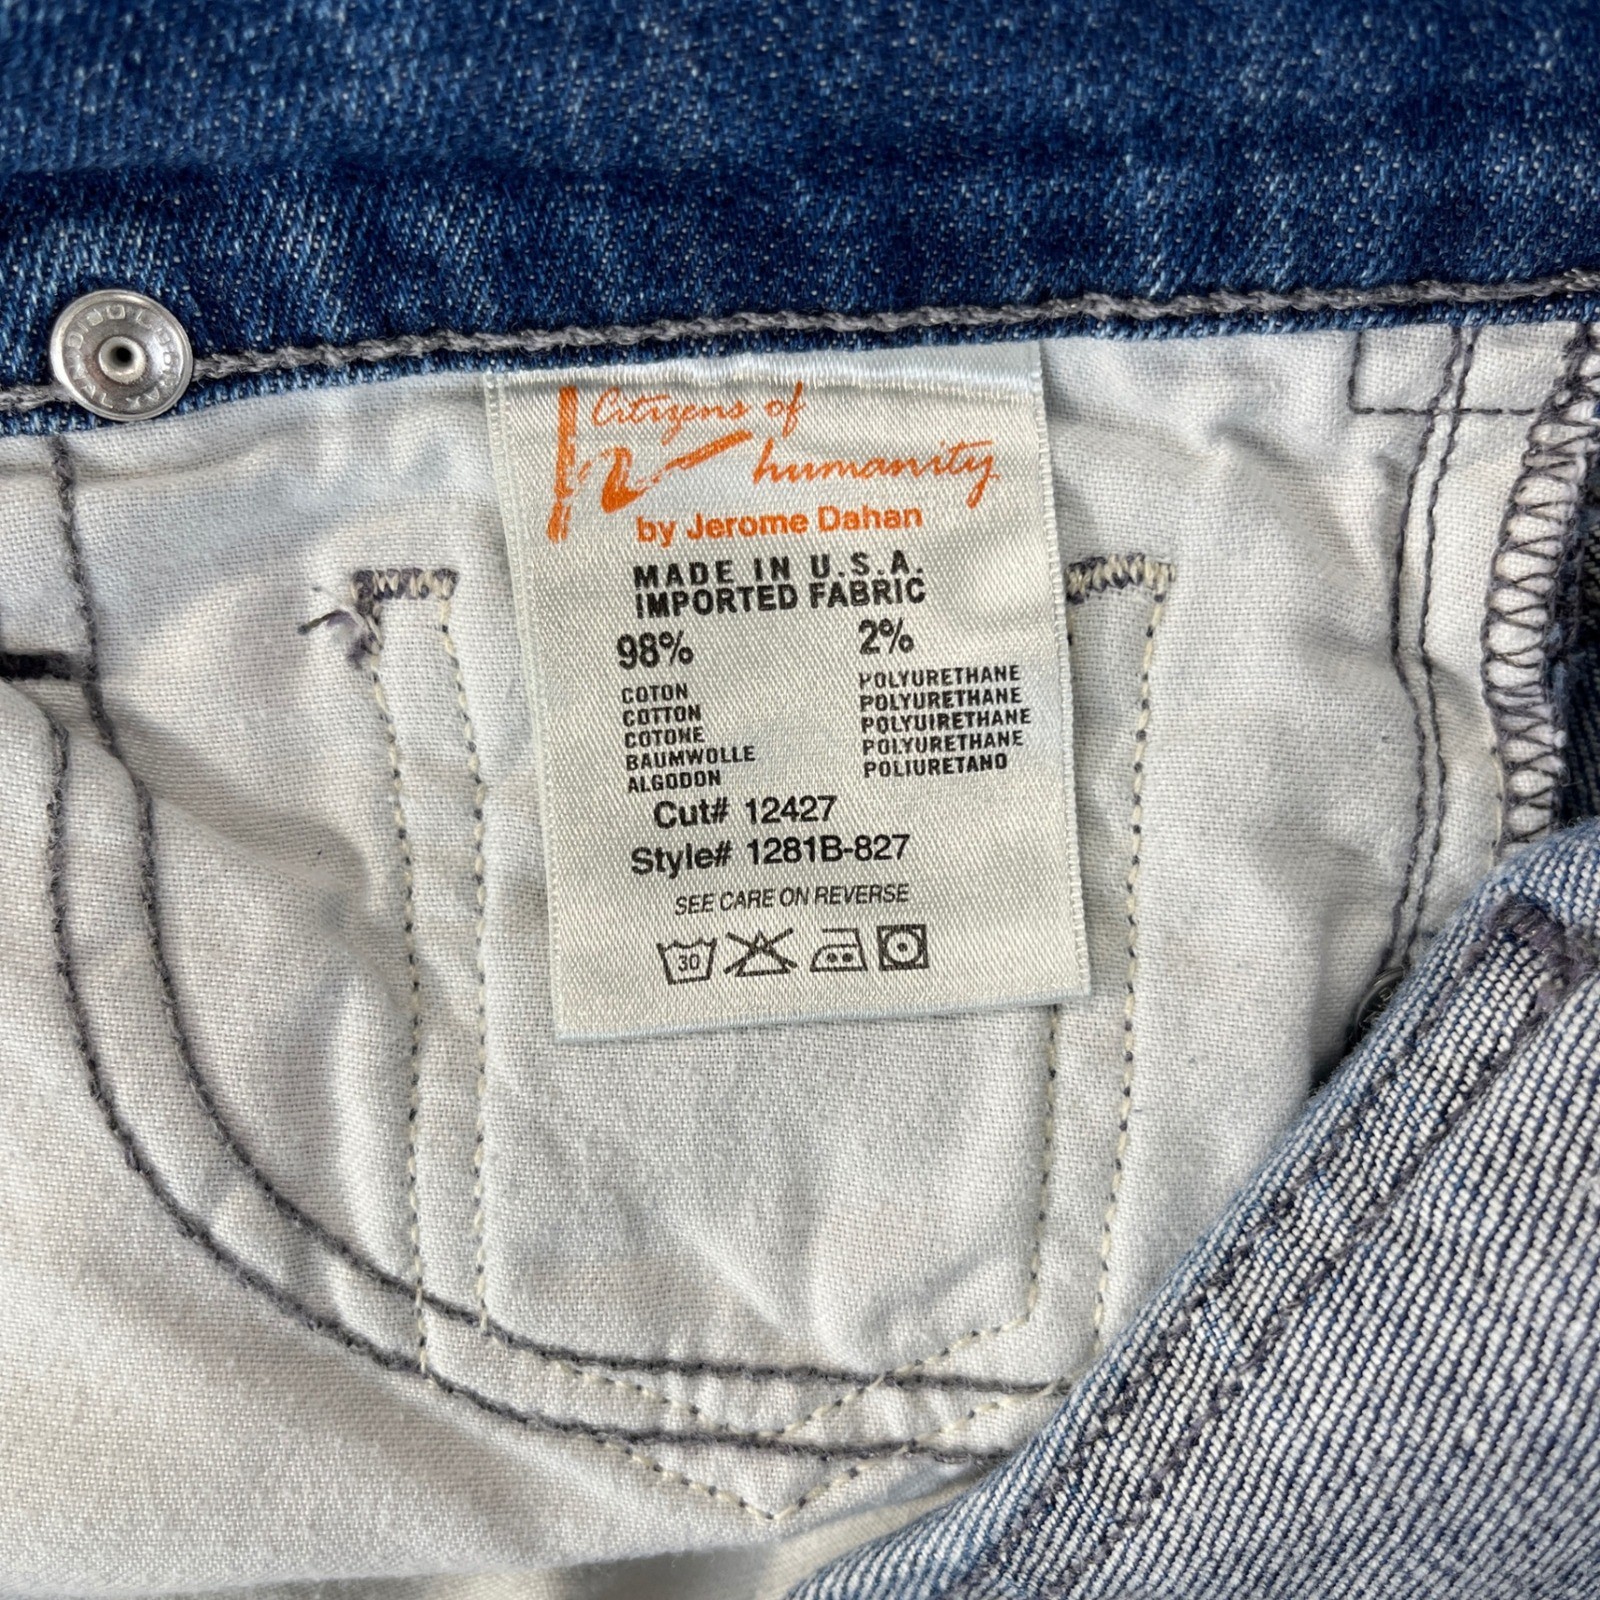 Citizens of
humanity
by Jerome Dahan
MADE IN U.S.A.
IMPORTED FABRIC
98% 2%
COTON POLYURETHANE
COTTON POLYURETHANE
COTONE POLYUIRETHANE
BAUMWOLLE POLYURETHANE
ALGODON POLIURETANO
Cut# 12427
Style# 1281B-827
SEE CARE ON REVERSE
30